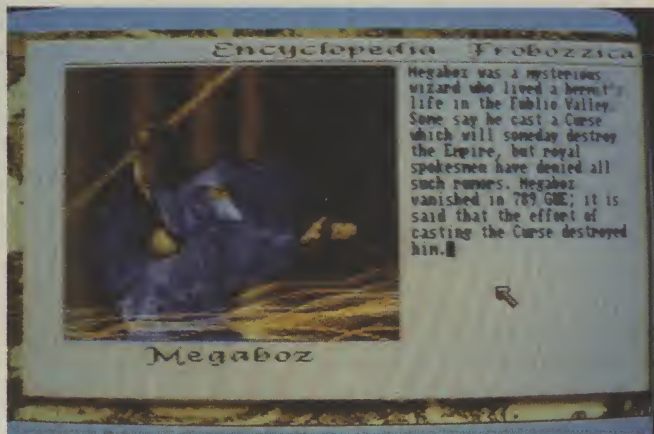 Encyclopedia Frobozzica
Megaboz was a mysterious
wizard who lived a hermit's
life in the Fublio Valley.
Some say he cast a Curse
which will someday destroy
the Empire, but royal
spokesmen have denied all
such rumors. Megaboz
vanished in 789 GUE; it is
said that the effort of
casting the Curse destroyed
him.
Megaboz